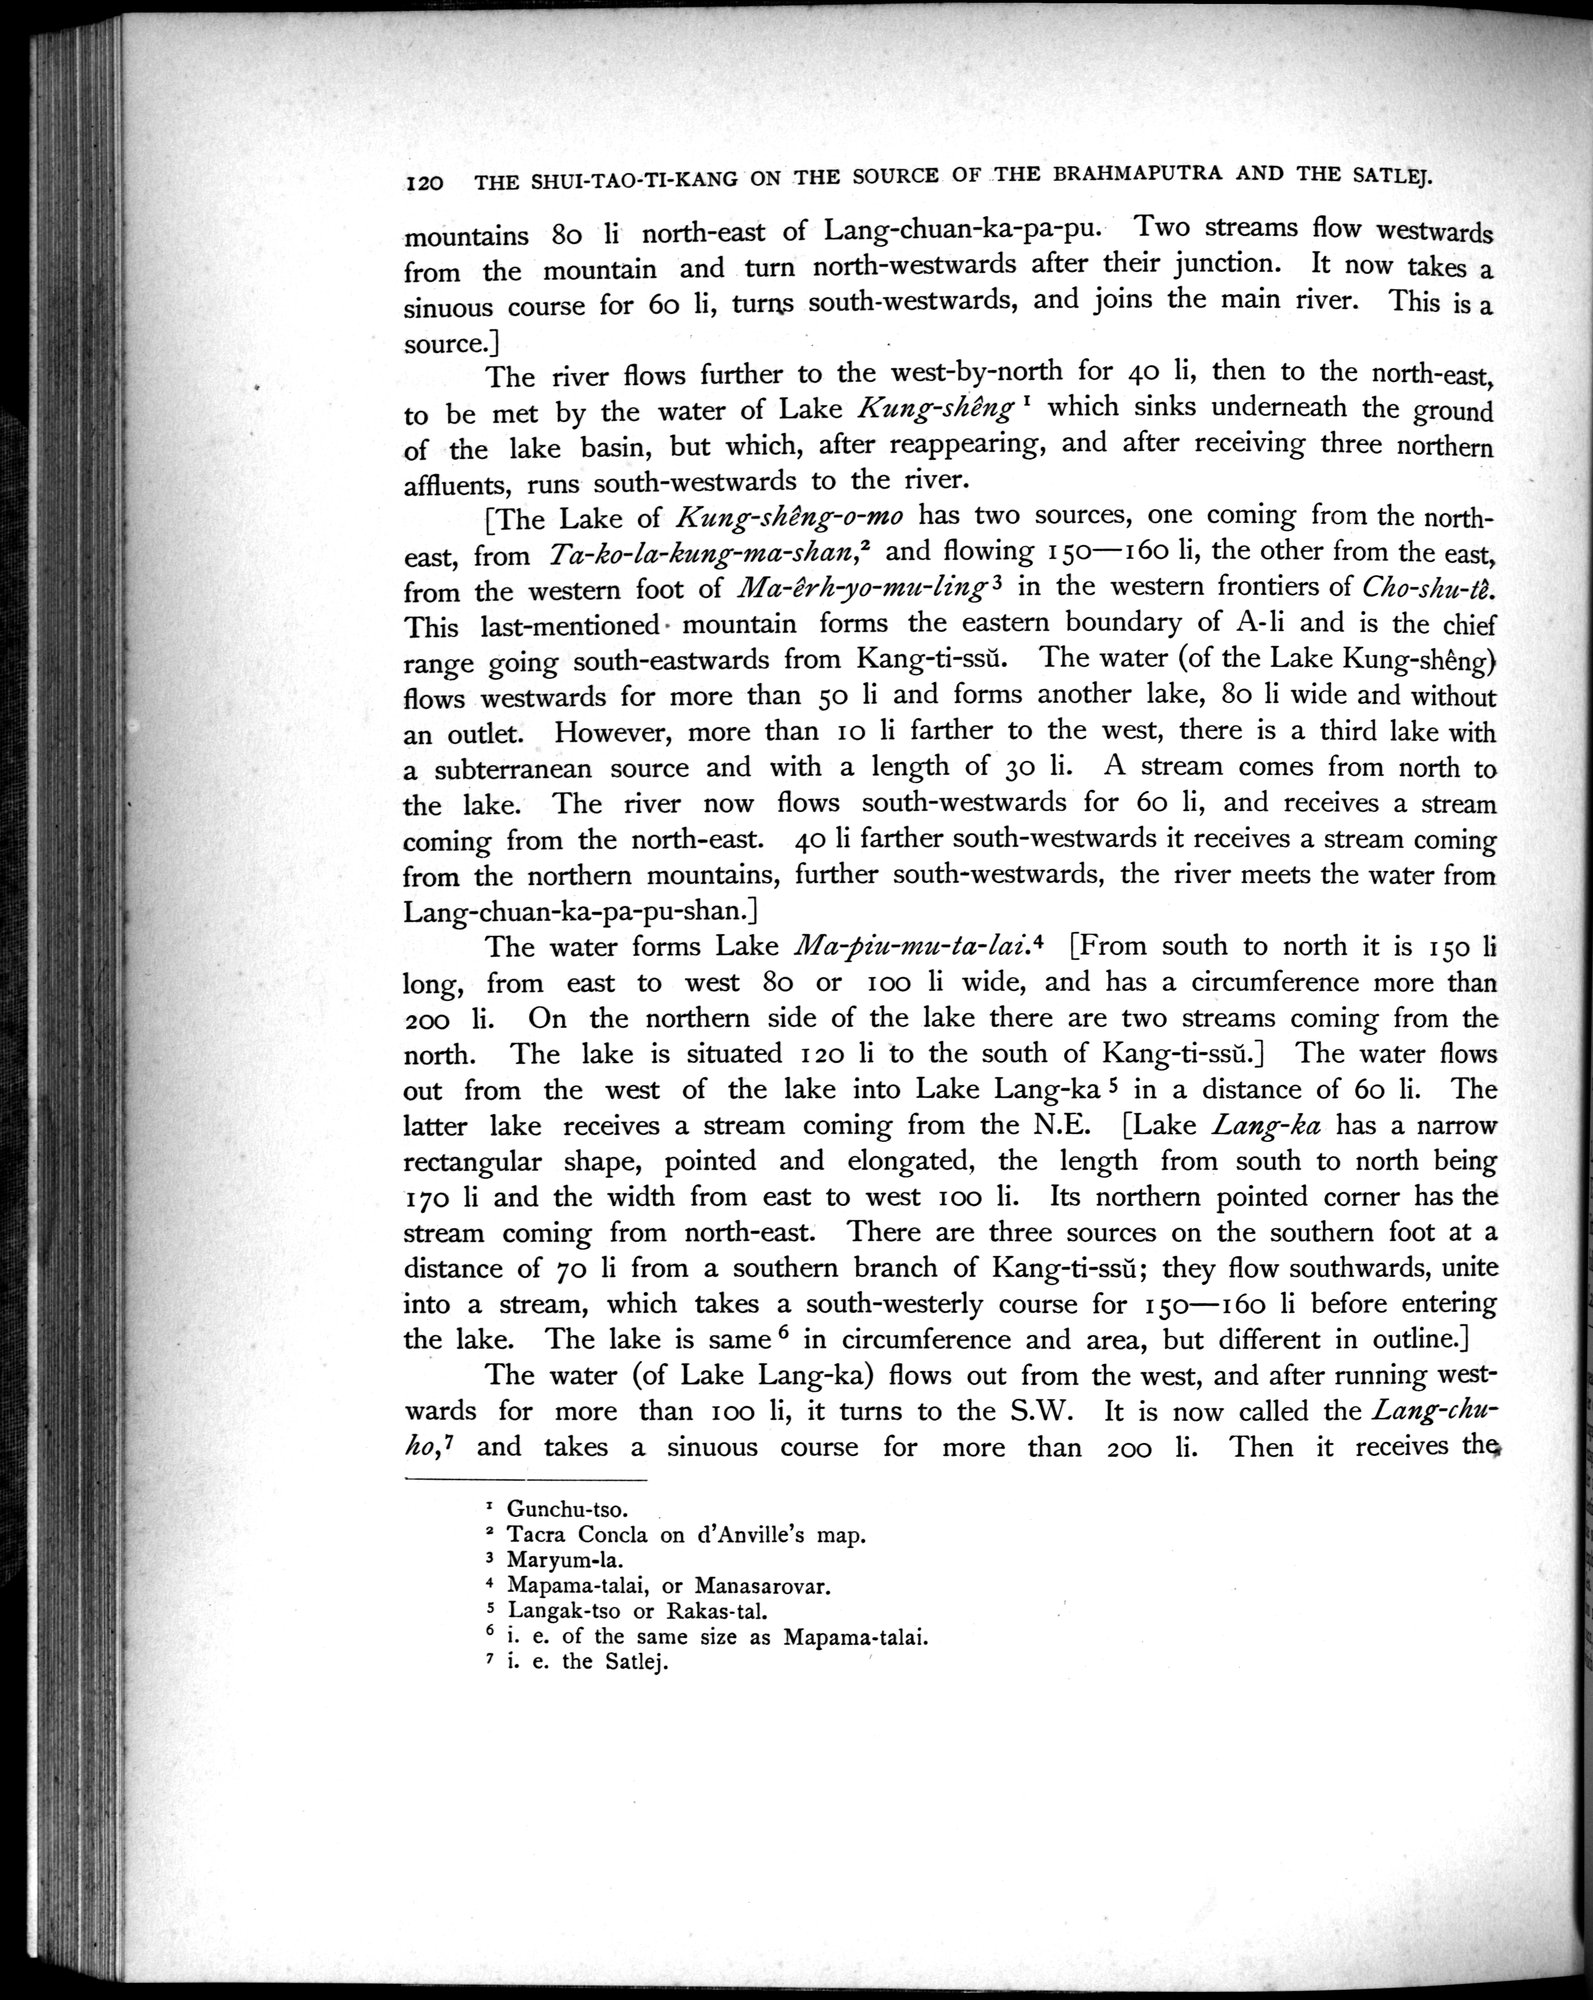 120 THE SHUI-TAO-TI-KANG ON THE SOURCE OF THE BRAHMAPUTRA AND THE SATLEJ.
mountains 80 li north-east of Lang-chuan-ka-pa-pu. Two streams flow westwards
from the mountain and turn north-westwards after their junction. It now takes a
sinuous course for 60 li, turns south-westwards, and joins the main river. This is a
source.]
The river flows further to the west-by-north for 40 li, then to the north-east,
to be met by the water of Lake Kung-shêng ¹ which sinks underneath the ground
of the lake basin, but which, after reappearing, and after receiving three northern
affluents, runs south-westwards to the river.
[The Lake of Kung-shêng-o-mo has two sources, one coming from the north-
east, from Ta-ko-la-kung-ma-shan,² and flowing 150—160 li, the other from the east,
from the western foot of Ma-êrh-yo-mu-ling ³ in the western frontiers of Cho-shu-tê.
This last-mentioned mountain forms the eastern boundary of A-li and is the chief
range going south-eastwards from Kang-ti-ssŭ. The water (of the Lake Kung-shêng)
flows westwards for more than 50 li and forms another lake, 80 li wide and without
an outlet. However, more than 10 li farther to the west, there is a third lake with
a subterranean source and with a length of 30 li. A stream comes from north to
the lake. The river now flows south-westwards for 60 li, and receives a stream
coming from the north-east. 40 li farther south-westwards it receives a stream coming
from the northern mountains, further south-westwards, the river meets the water from
Lang-chuan-ka-pa-pu-shan.]
The water forms Lake Ma-piu-mu-ta-lai.⁴ [From south to north it is 150 li
long, from east to west 80 or 100 li wide, and has a circumference more than
200 li. On the northern side of the lake there are two streams coming from the
north. The lake is situated 120 li to the south of Kang-ti-ssŭ.] The water flows
out from the west of the lake into Lake Lang-ka ⁵ in a distance of 60 li. The
latter lake receives a stream coming from the N.E. [Lake Lang-ka has a narrow
rectangular shape, pointed and elongated, the length from south to north being
170 li and the width from east to west 100 li. Its northern pointed corner has the
stream coming from north-east. There are three sources on the southern foot at a
distance of 70 li from a southern branch of Kang-ti-ssŭ; they flow southwards, unite
into a stream, which takes a south-westerly course for 150—160 li before entering
the lake. The lake is same ⁶ in circumference and area, but different in outline.]
The water (of Lake Lang-ka) flows out from the west, and after running west-
wards for more than 100 li, it turns to the S.W. It is now called the Lang-chu-
ho,⁷ and takes a sinuous course for more than 200 li. Then it receives the
¹ Gunchu-tso.
² Tacra Concla on d'Anville's map.
³ Maryum-la.
⁴ Mapama-talai, or Manasarovar.
⁵ Langak-tso or Rakas-tal.
⁶ i. e. of the same size as Mapama-talai.
⁷ i. e. the Satlej.